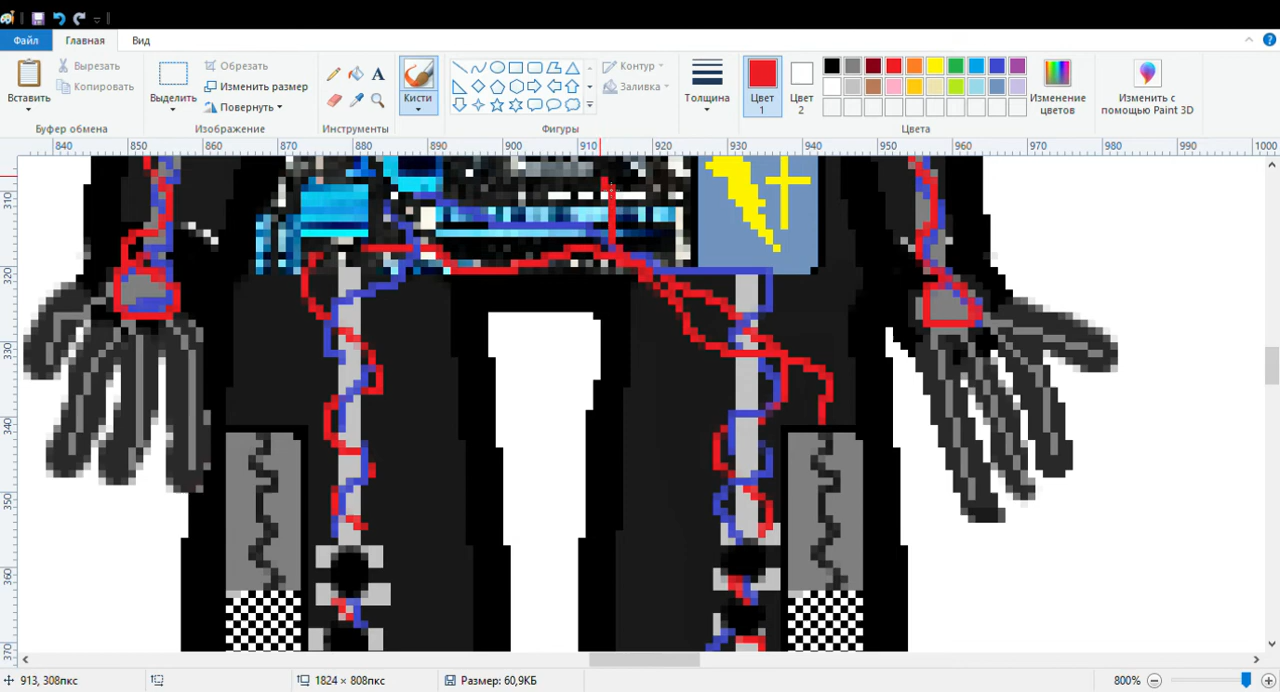 Файл Главная Вид
Вставить Вырезать Копировать Выделить Обрезать Изменить размер Повернуть A Кисти Контур Заливка Толщина Цвет 1 Цвет 2 Изменение цветов Изменить с помощью Paint 3D
Буфер обмена Изображение Инструменты Фигуры Цвета
840 850 860 870 880 890 900 910 920 930 940 950 960 970 980 990 1000
310
320
330
340
350
360
370
913, 308пкс 1824 × 808пкс Размер: 60,9КБ 800%